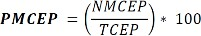 PMCEP = (NMCEP/TCEP) * 100